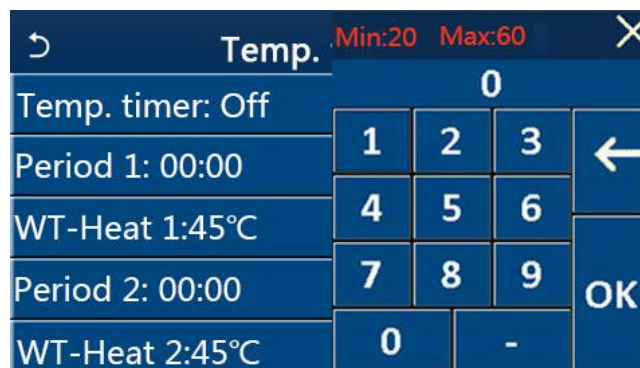 Temp.
Temp. timer: Off
Period 1: 00:00
WT-Heat 1:45℃
Period 2: 00:00
WT-Heat 2:45℃
Min:20 Max:60
0
1 2 3
4 5 6
7 8 9
OK
0 -